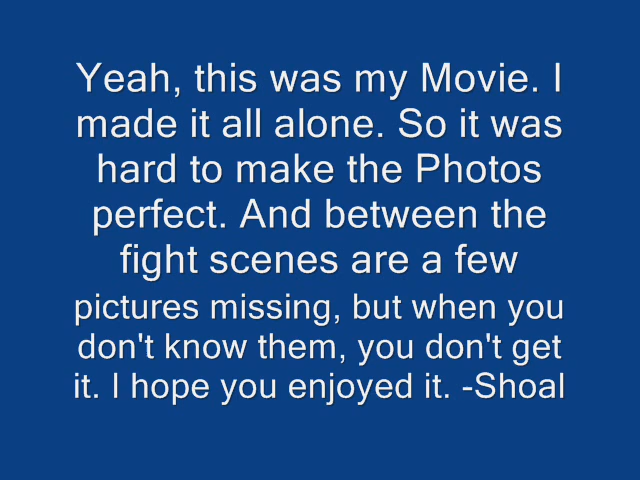 Yeah, this was my Movie. I
made it all alone. So it was
hard to make the Photos
perfect. And between the
fight scenes are a few
pictures missing, but when you
don't know them, you don't get
it. I hope you enjoyed it. -Shoal